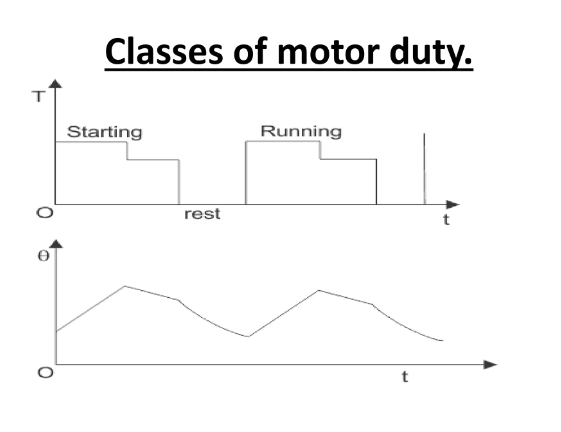 Classes of motor duty.
T
Starting
Running
O
rest
t
θ
O
t